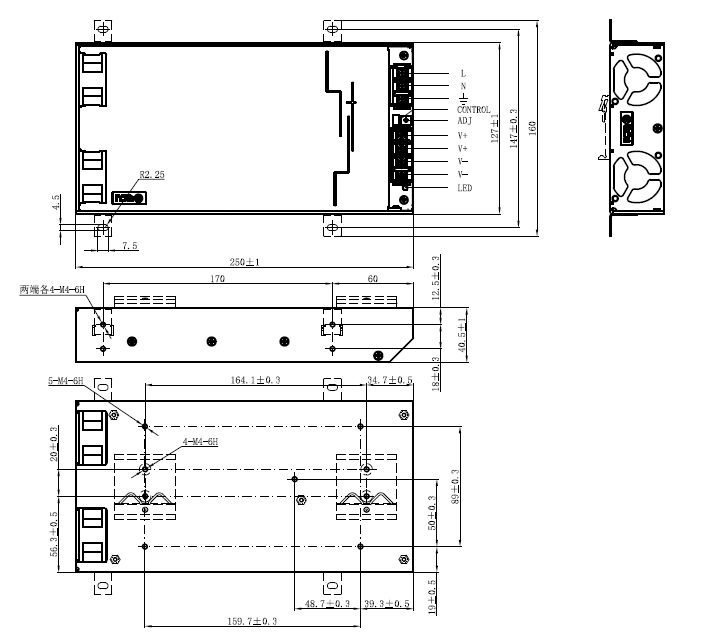 L
N
CONTROL
ADJ
V+
V+
V-
V-
LED
R2.25
4.5
7.5
127±1
147±0.3
160
250±1
170
60
12.5±0.3
两端各4-M4-6H
40.5±1
18±0.3
164.1±0.3
34.7±0.5
5-M4-6H
4-M4-6H
20±0.3
56.3±0.5
50±0.3
89±0.3
19±0.5
48.7±0.3
39.3±0.5
159.7±0.3